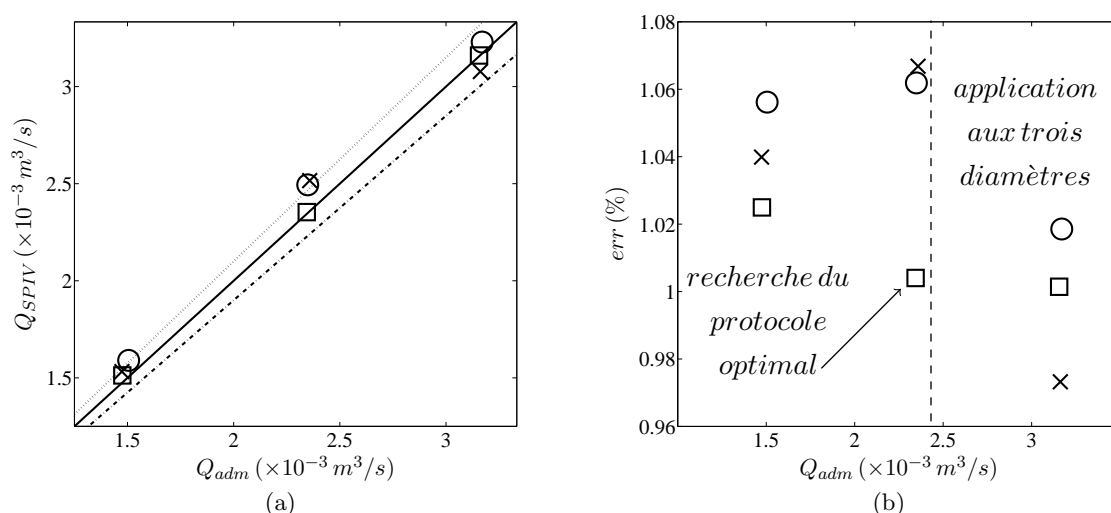 3
2.5
2
1.5
1.5
2
2.5
3
Q_{SPIV} (×10^{-3} m^3/s)
Q_{adm} (×10^{-3} m^3/s)
(a)
1.08
1.06
1.04
1.02
1
0.98
0.96
1.5
2
2.5
3
err (%)
application
aux trois
diamètres
recherche du
protocole
optimal
Q_{adm} (×10^{-3} m^3/s)
(b)